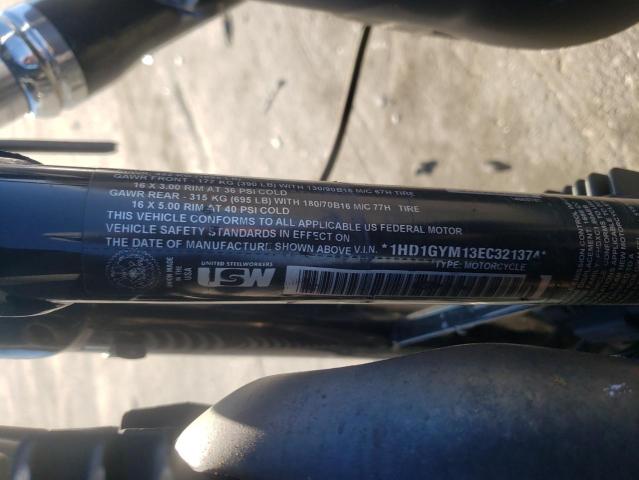 GAWR FRONT - 177 KG (390 LB) WITH 130/90B16 M/C 67H TIRE
16 X 3.00 RIM AT 36 PSI COLD
GAWR REAR - 315 KG (695 LB) WITH 180/70B16 M/C 77H TIRE
16 X 5.00 RIM AT 40 PSI COLD
THIS VEHICLE CONFORMS TO ALL APPLICABLE US FEDERAL MOTOR
VEHICLE SAFETY STANDARDS IN EFFECT ON
THE DATE OF MANUFACTURE SHOWN ABOVE V.I.N. *1HD1GYM13EC321374*
TYPE: MOTORCYCLE
UNITED STEELWORKERS
USW
MADE IN
USA